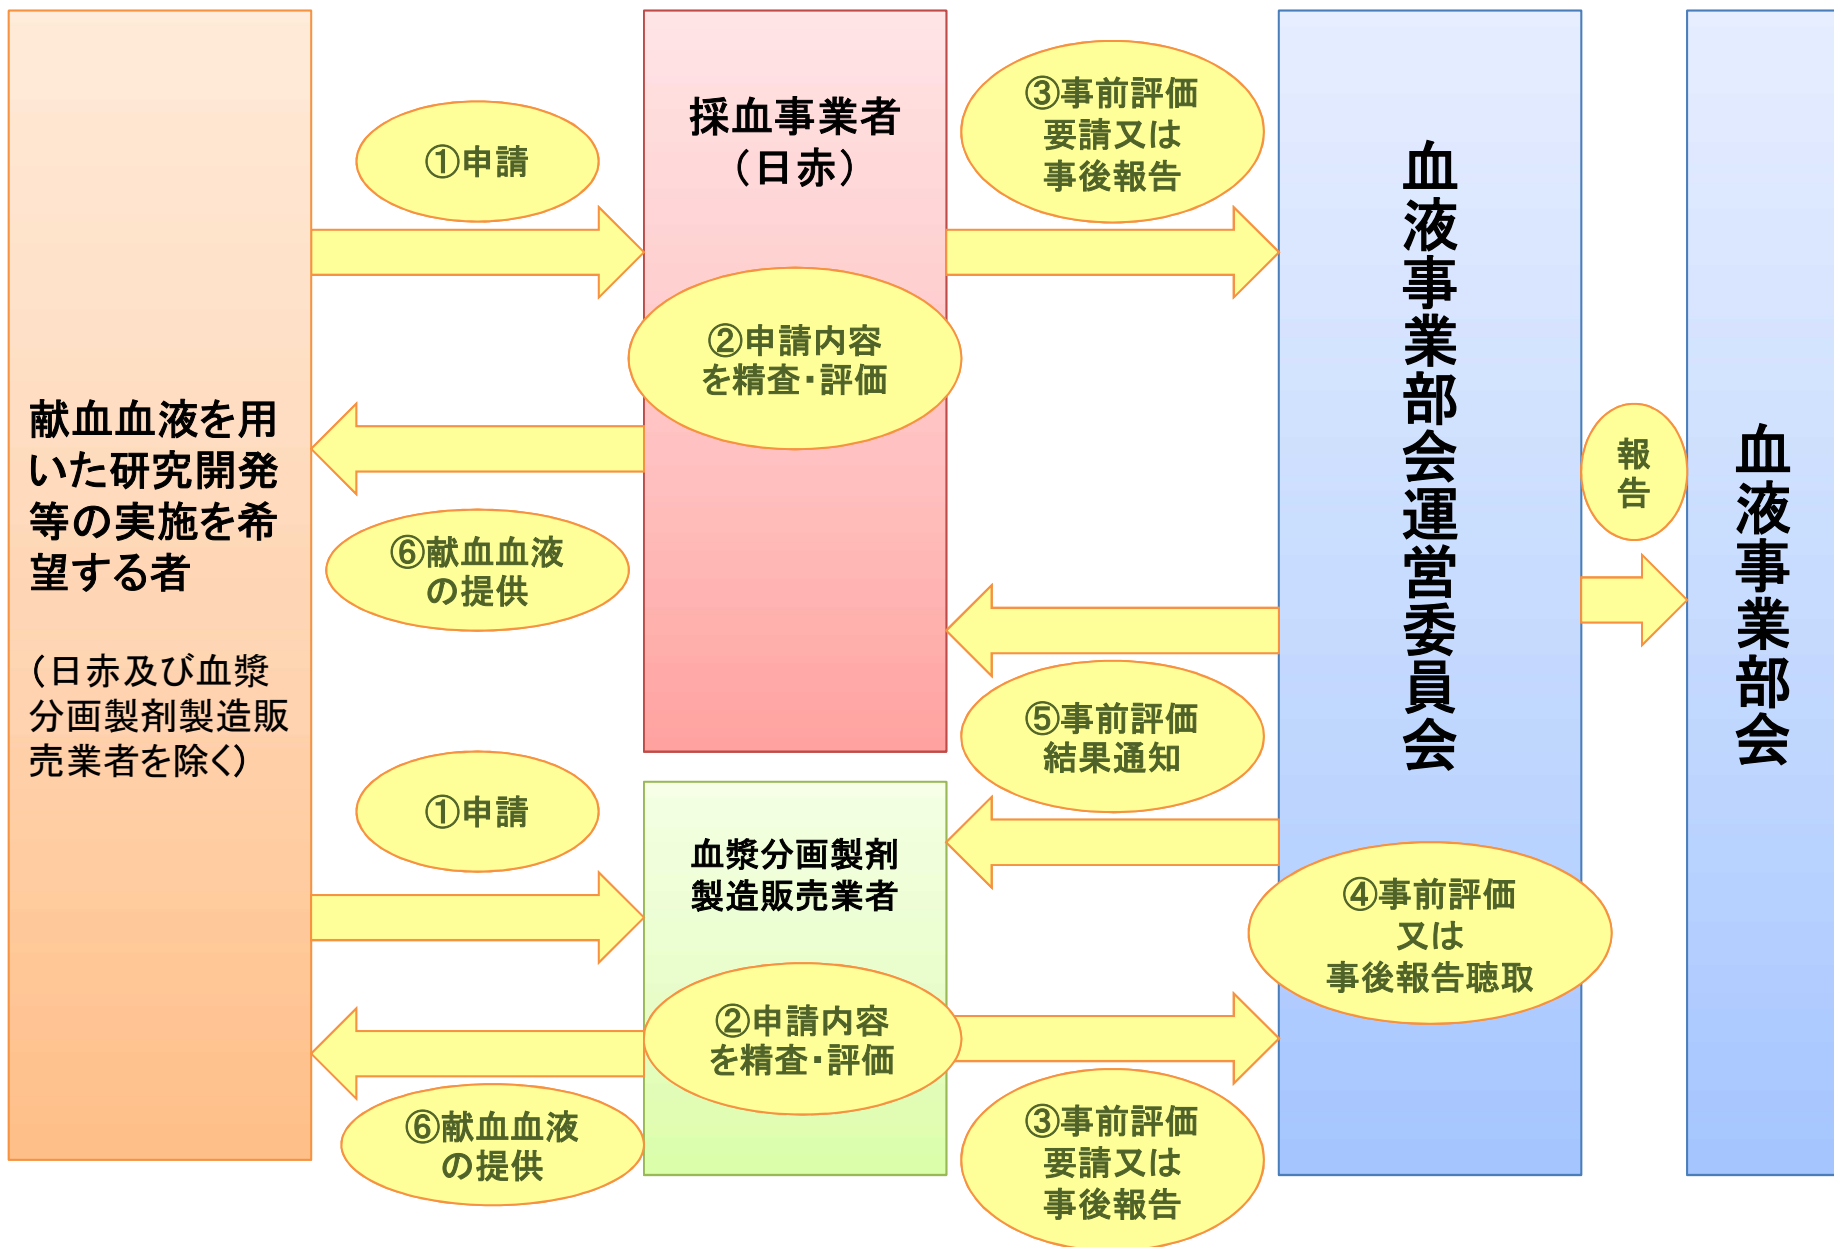 献血血液を用
いた研究開発
等の実施を希
望する者
（日赤及び血漿
分画製剤製造販
売業者を除く）
①申請
採血事業者
（日赤）
②申請内容
を精査・評価
③事前評価
要請又は
事後報告
⑥献血血液
の提供
⑤事前評価
結果通知
①申請
血漿分画製剤
製造販売業者
②申請内容
を精査・評価
⑥献血血液
の提供
③事前評価
要請又は
事後報告
血液事業部会運営委員会
④事前評価
又は
事後報告聴取
報
告
血液事業部会